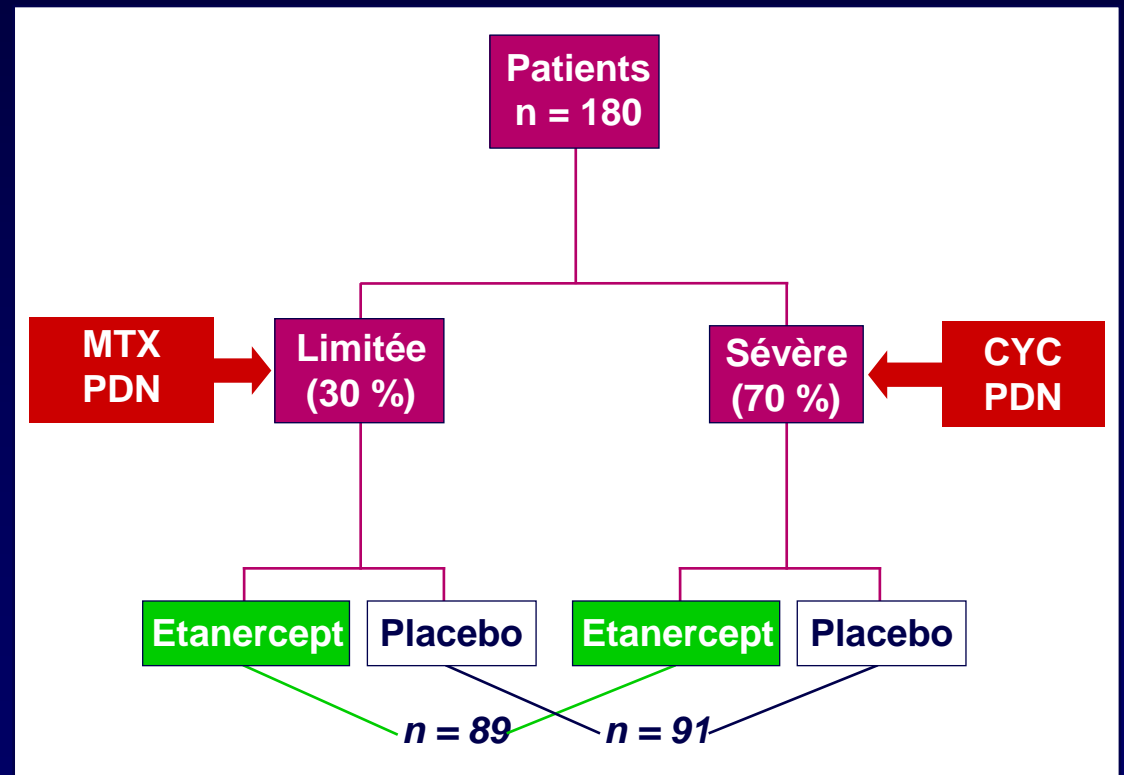 Patients
n = 180
MTX
PDN
Limitée
(30 %)
Sévère
(70 %)
CYC
PDN
Etanercept
Placebo
Etanercept
Placebo
n = 89
n = 91